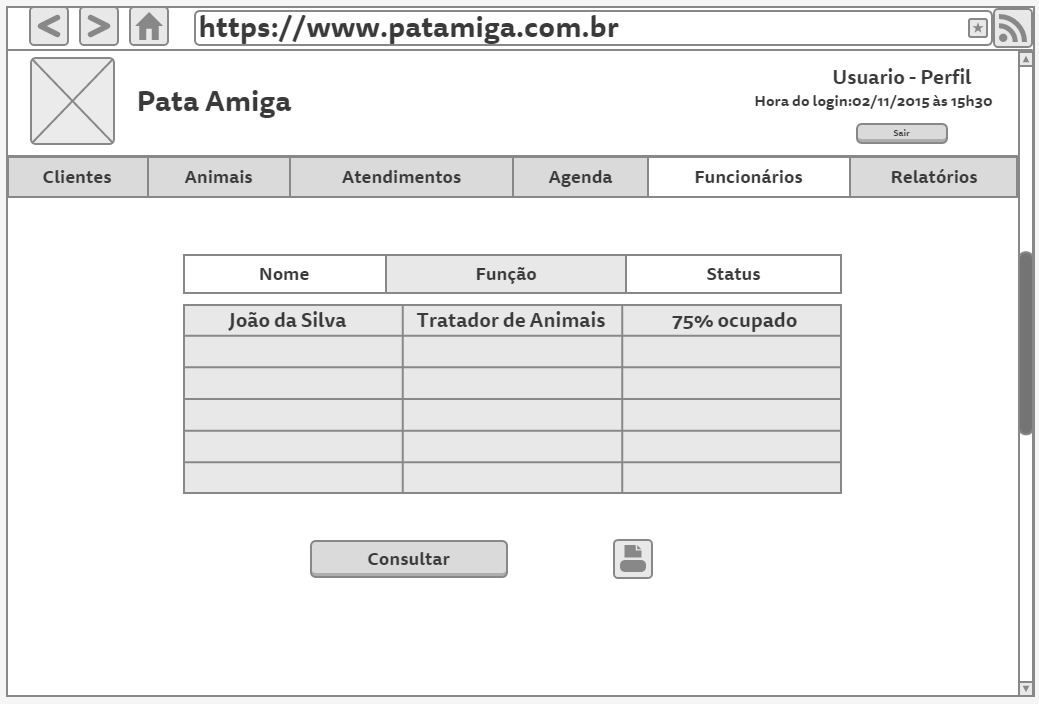 https://www.patamiga.com.br
Pata Amiga
Usuario - Perfil
Hora do login:02/11/2015 às 15h30
Sair
Clientes Animais Atendimentos Agenda Funcionários Relatórios
Nome Função Status
João da Silva Tratador de Animais 75% ocupado
Consultar